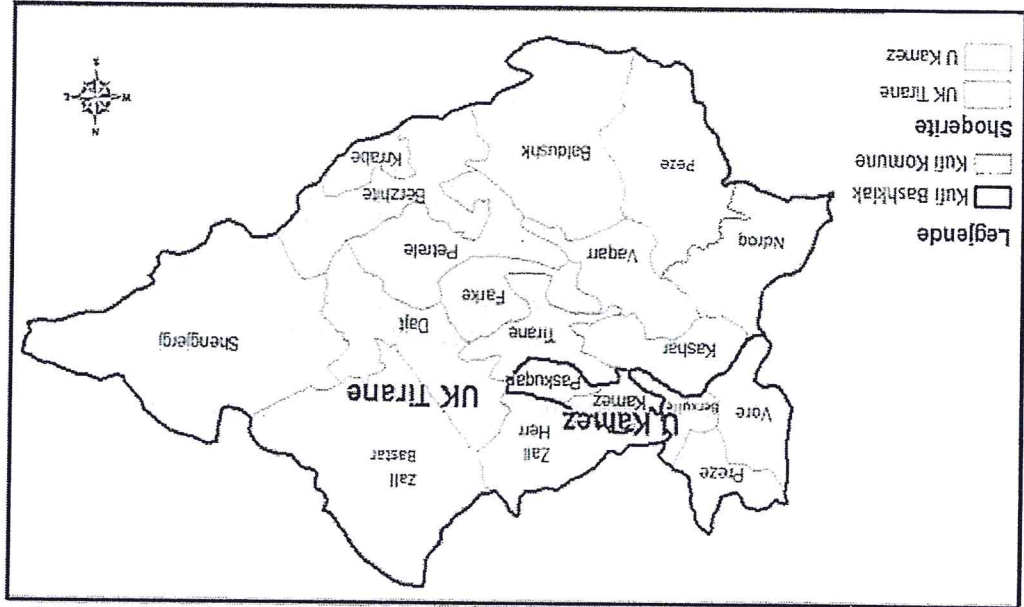 Preze
Zall
Bastar
Zall
Herr
U Kamez
Vore
Berxulle
Kamez
UK Tirane
Paskuqan
Kashar
Tirane
Shengjergj
Dajt
Farke
Vaqarr
Petrele
Ndroq
Berzhite
Peze
Baldushk
Krrabe
Legjende
Kufi Bashkiak
Kufi Komune
Shoqerite
UK Tirane
U Kamez
N
W
E
S